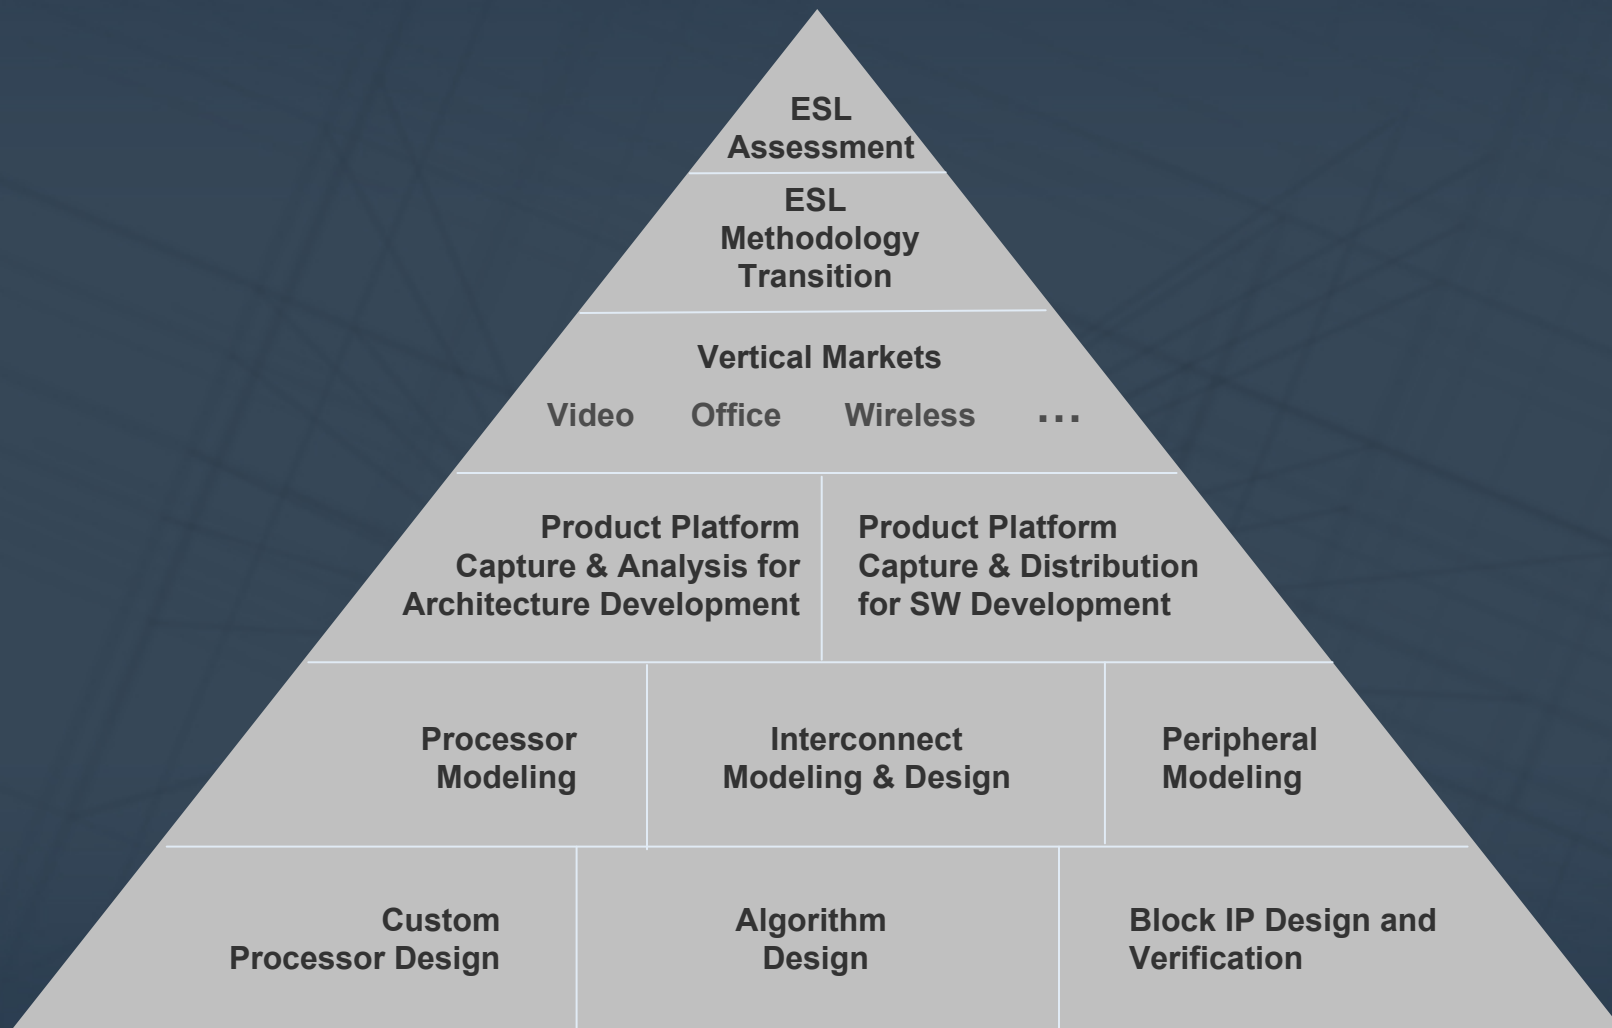 ESL
Assessment
ESL
Methodology
Transition
Vertical Markets
Video Office Wireless ...
Product Platform
Capture & Analysis for
Architecture Development
Product Platform
Capture & Distribution
for SW Development
Processor
Modeling
Interconnect
Modeling & Design
Peripheral
Modeling
Custom
Processor Design
Algorithm
Design
Block IP Design and
Verification